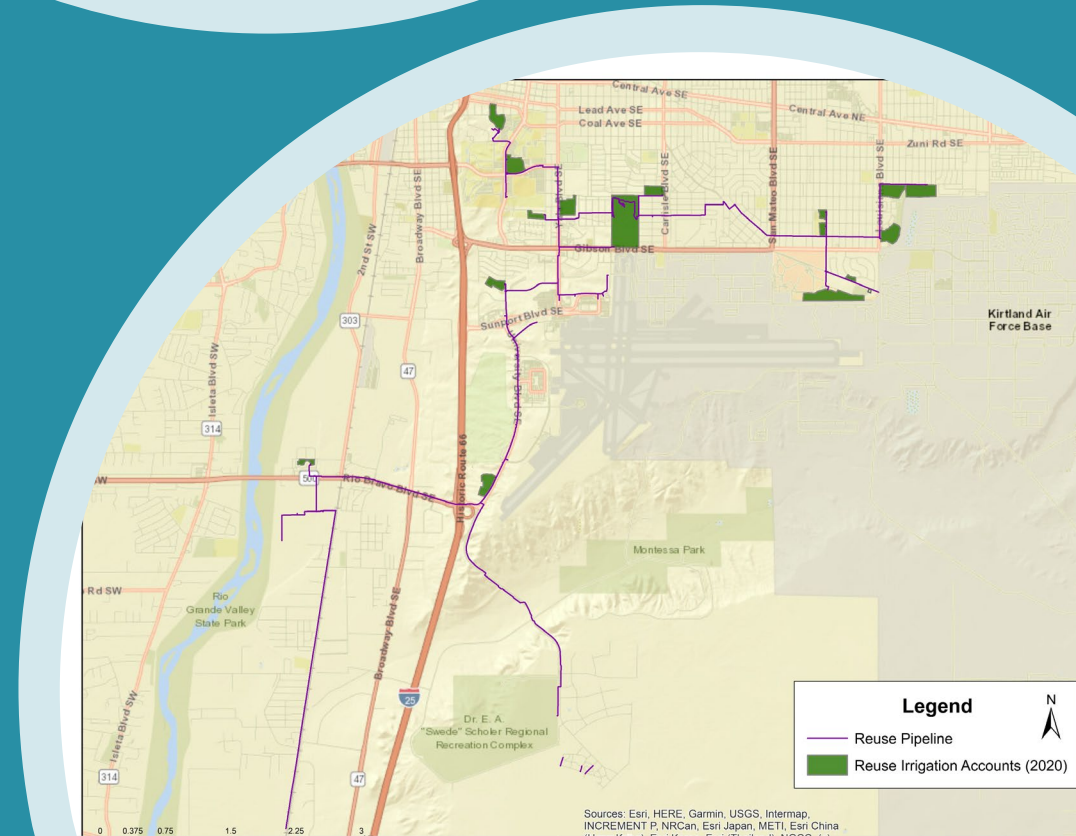 Central Ave SE
Lead Ave SE
Coal Ave SE
Central Ave NE
Zuni Rd SE
Carlisle Blvd SE
San Mateo Blvd SE
Louisiana Blvd SE
Broadway Blvd SE
2nd St SW
Gibson Blvd SE
Sunport Blvd SE
Kirtland Air
Force Base
303
47
Isleta Blvd SW
314
Historic Route 66
W
500
Rio Bravo Blvd SE
Montessa Park
Rd SW
Rio
Grande Valley
State Park
Broadway Blvd SE
25
Dr. E. A.
"Swede" Scholer Regional
Recreation Complex
Isleta Blvd SW
314
47
Legend
N
Reuse Pipeline
Reuse Irrigation Accounts (2020)
Sources: Esri, HERE, Garmin, USGS, Intermap,
INCREMENT P, NRCan, Esri Japan, METI, Esri China
0 0.375 0.75 1.5 2.25 3